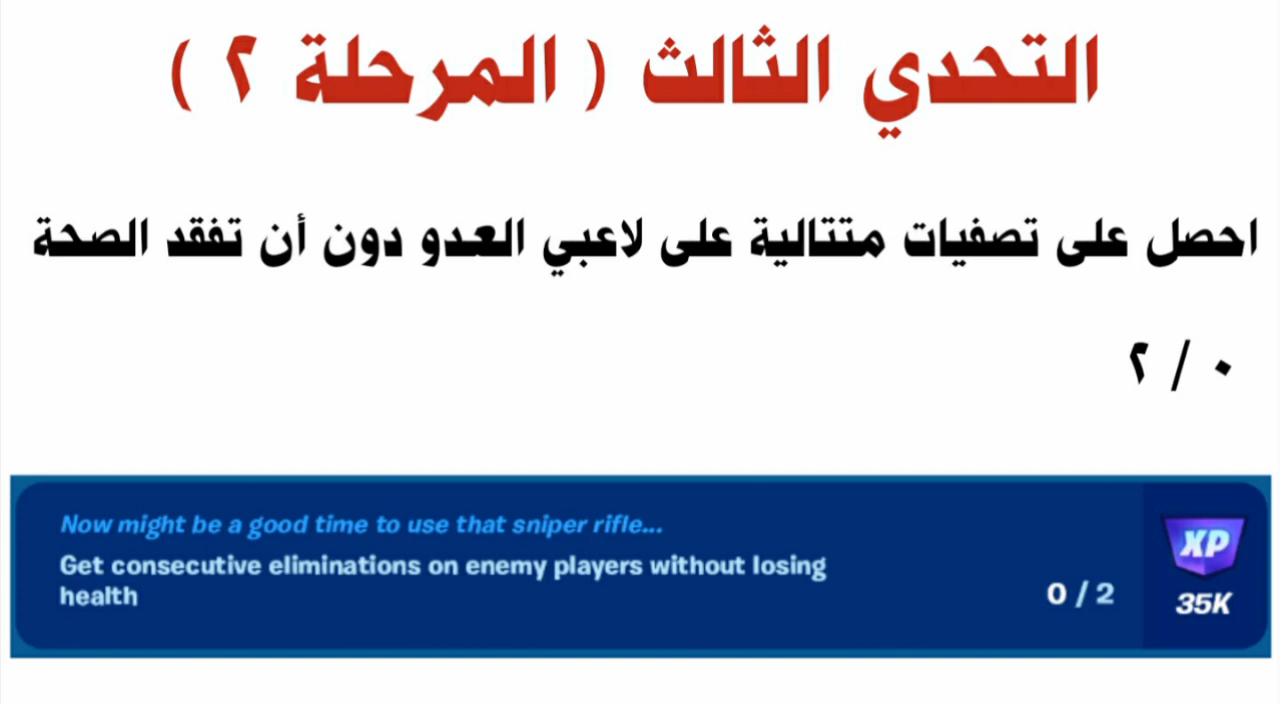 التحدي الثالث ( المرحلة ٢ )
احصل على تصفيات متتالية على لاعبي العدو دون أن تفقد الصحة
٠ / ٢
Now might be a good time to use that sniper rifle...
Get consecutive eliminations on enemy players without losing
health
0 / 2
XP
35K